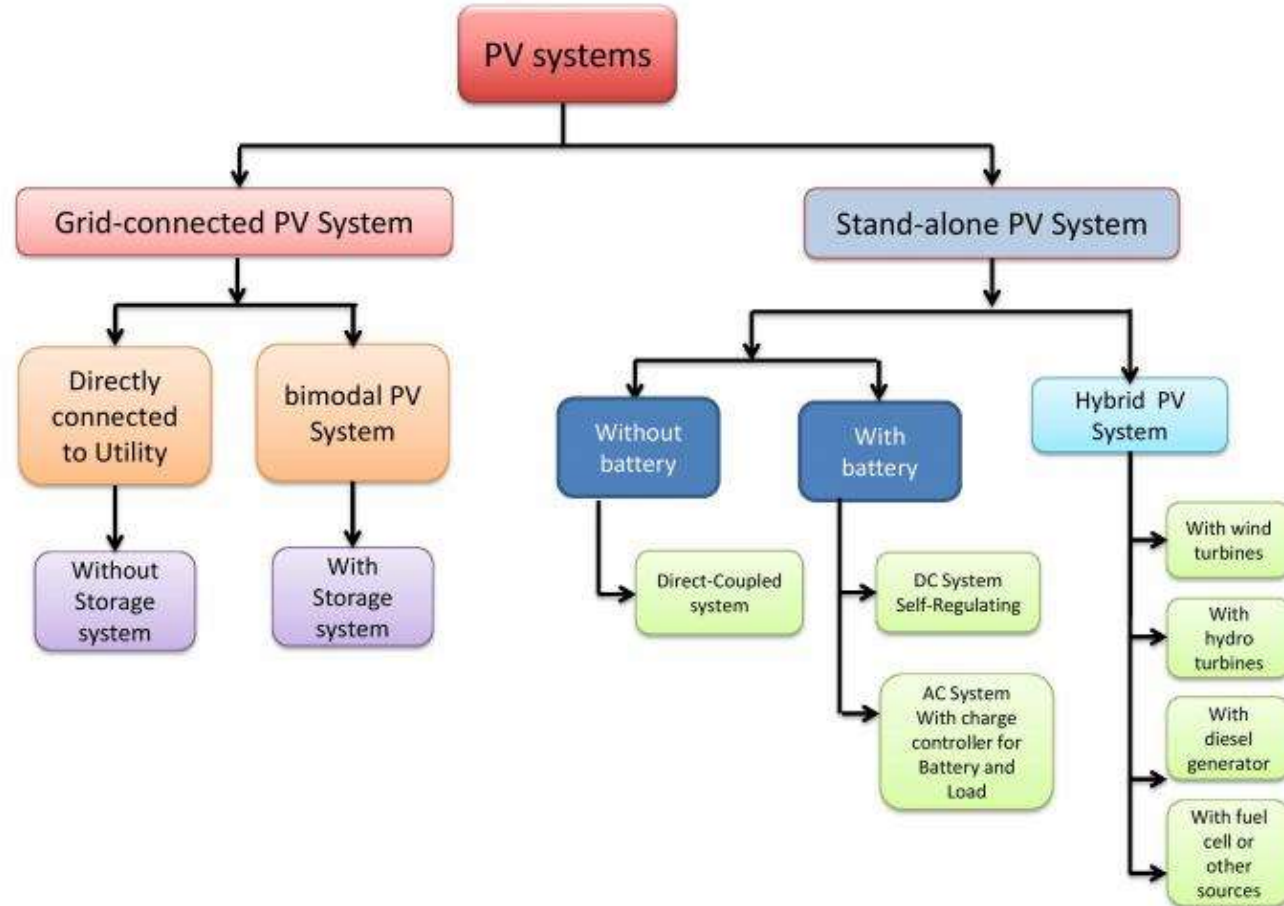 PV systems
Grid-connected PV System
Stand-alone PV System
Directly
connected
to Utility
bimodal PV
System
Without
battery
With
battery
Hybrid PV
System
Without
Storage
system
With
Storage
system
Direct-Coupled
system
DC System
Self-Regulating
AC System
With charge
controller for
Battery and
Load
With wind
turbines
With
hydro
turbines
With
diesel
generator
With fuel
cell or
other
sources